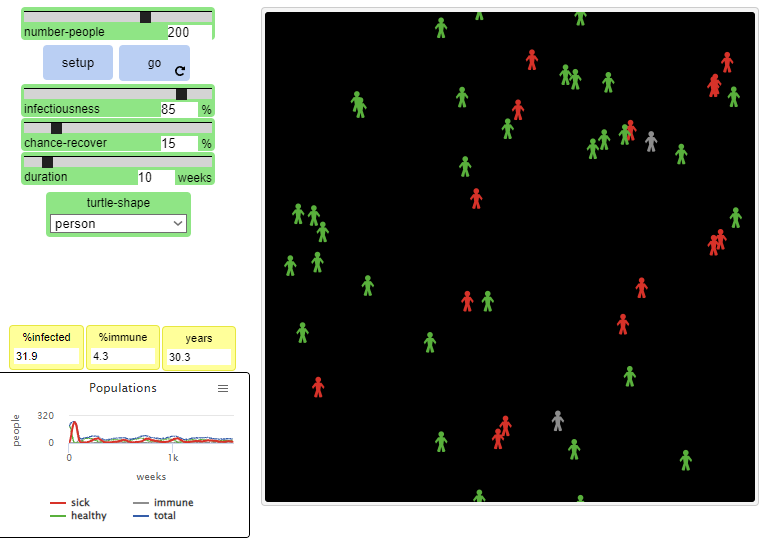 number-people 200
setup go
infectiousness 85 %
chance-recover 15 %
duration 10 weeks
turtle-shape
person
%infected %immune years
31.9 4.3 30.3
Populations
320
people
0
0 1k
weeks
sick immune
healthy total